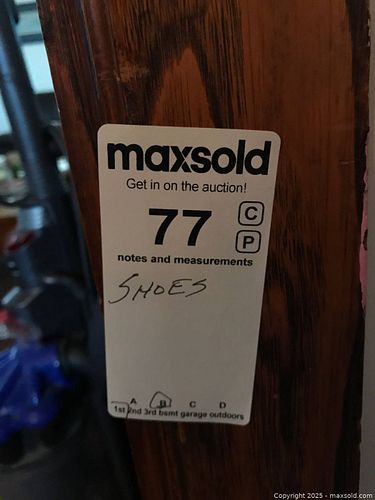 maxsold
Get in on the auction!
77
C
P
notes and measurements
SHOES
A B C D
1st 2nd 3rd bsmt garage outdoors
Copyright 2025 - maxsold.com